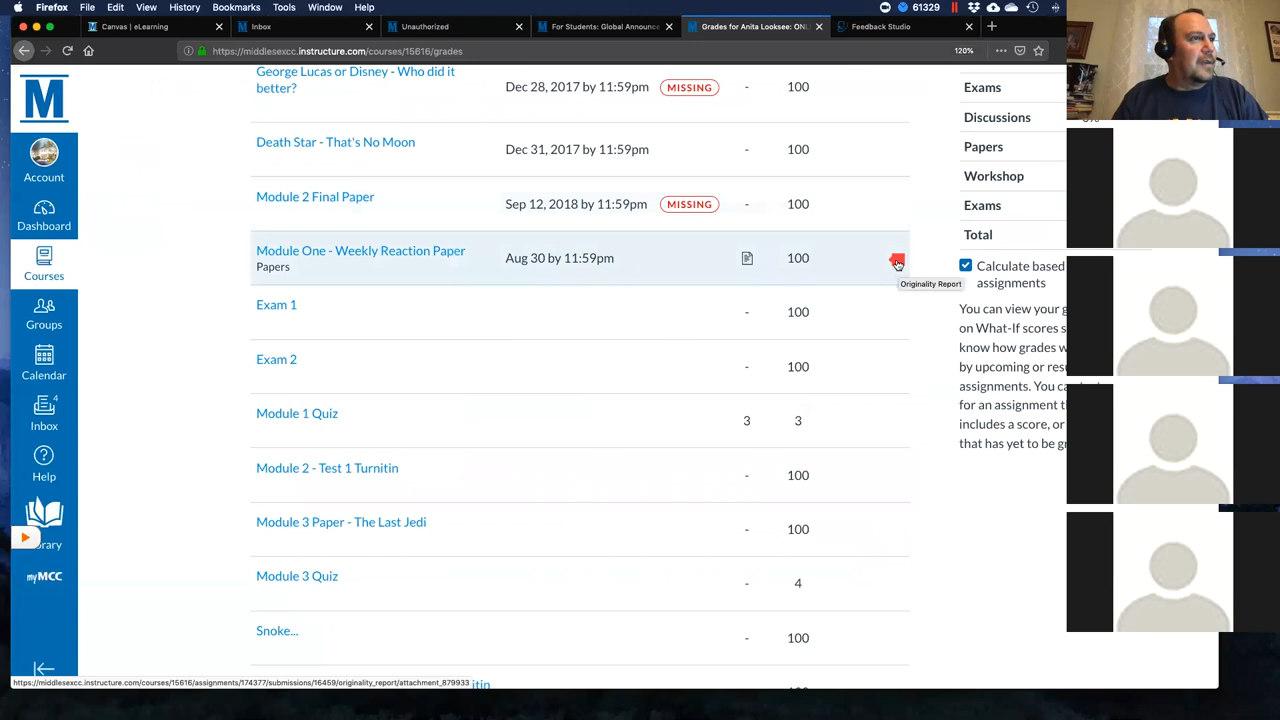 Firefox File Edit View History Bookmarks Tools Window Help 61329
Canvas | eLearning
Inbox
Unauthorized
For Students: Global Announce
Grades for Anita Looksee: ONL
Feedback Studio
https://middlesexcc.instructure.com/courses/15616/grades
120%
M
Account
Dashboard
Courses
Groups
Calendar
4
Inbox
Help
myMCC
George Lucas or Disney - Who did it
better?
Dec 28, 2017 by 11:59pm MISSING - 100
Death Star - That's No Moon
Dec 31, 2017 by 11:59pm - 100
Module 2 Final Paper
Sep 12, 2018 by 11:59pm MISSING - 100
Module One - Weekly Reaction Paper
Papers
Aug 30 by 11:59pm 100
Originality Report
Exam 1 - 100
Exam 2 - 100
Module 1 Quiz 3 3
Module 2 - Test 1 Turnitin - 100
Module 3 Paper - The Last Jedi - 100
Module 3 Quiz - 4
Snoke... - 100
Exams
Discussions
Papers
Workshop
Exams
Total
Calculate based
assignments
You can view your
on What-If scores s
know how grades w
by upcoming or res
assignments. You
for an assignment t
includes a score, or
that has yet to be
https://middlesexcc.instructure.com/courses/15616/assignments/174377/submissions/16459/originality_report/attachment_879933